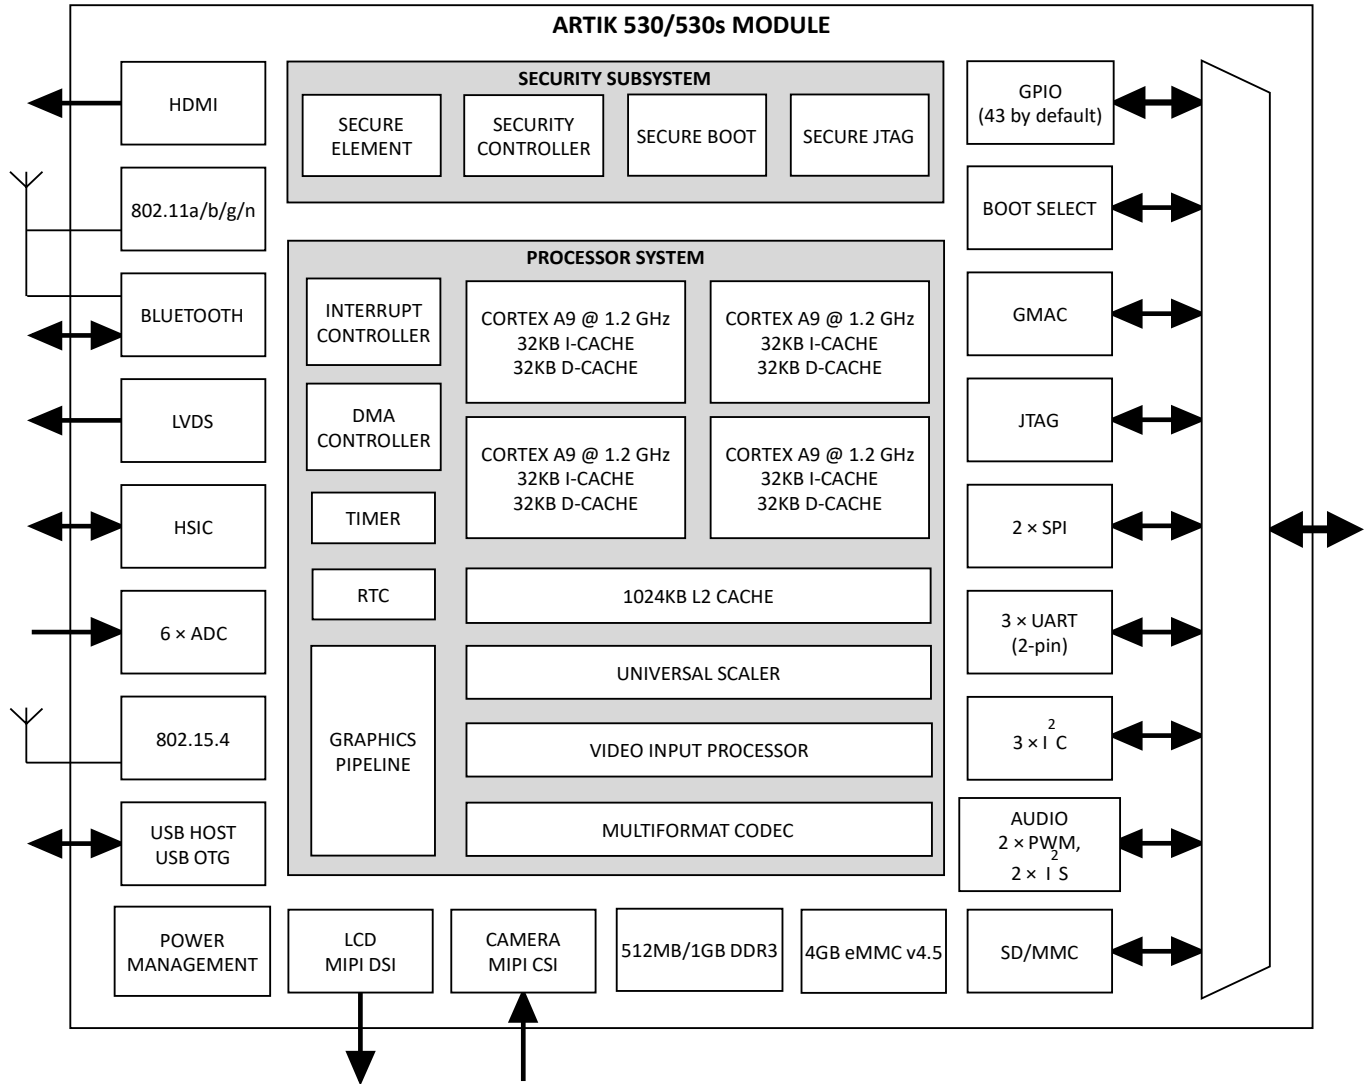 ARTIK 530/530s MODULE
HDMI
802.11a/b/g/n
BLUETOOTH
LVDS
HSIC
6 × ADC
802.15.4
USB HOST
USB OTG
POWER
MANAGEMENT
SECURITY SUBSYSTEM
SECURE
ELEMENT
SECURITY
CONTROLLER
SECURE BOOT
SECURE JTAG
PROCESSOR SYSTEM
INTERRUPT
CONTROLLER
DMA
CONTROLLER
TIMER
RTC
GRAPHICS
PIPELINE
CORTEX A9 @ 1.2 GHz
32KB I-CACHE
32KB D-CACHE
CORTEX A9 @ 1.2 GHz
32KB I-CACHE
32KB D-CACHE
CORTEX A9 @ 1.2 GHz
32KB I-CACHE
32KB D-CACHE
CORTEX A9 @ 1.2 GHz
32KB I-CACHE
32KB D-CACHE
1024KB L2 CACHE
UNIVERSAL SCALER
VIDEO INPUT PROCESSOR
MULTIFORMAT CODEC
LCD
MIPI DSI
CAMERA
MIPI CSI
512MB/1GB DDR3
4GB eMMC v4.5
GPIO
(43 by default)
BOOT SELECT
GMAC
JTAG
2 × SPI
3 × UART
(2-pin)
3 × I²C
AUDIO
2 × PWM,
2 × I²S
SD/MMC